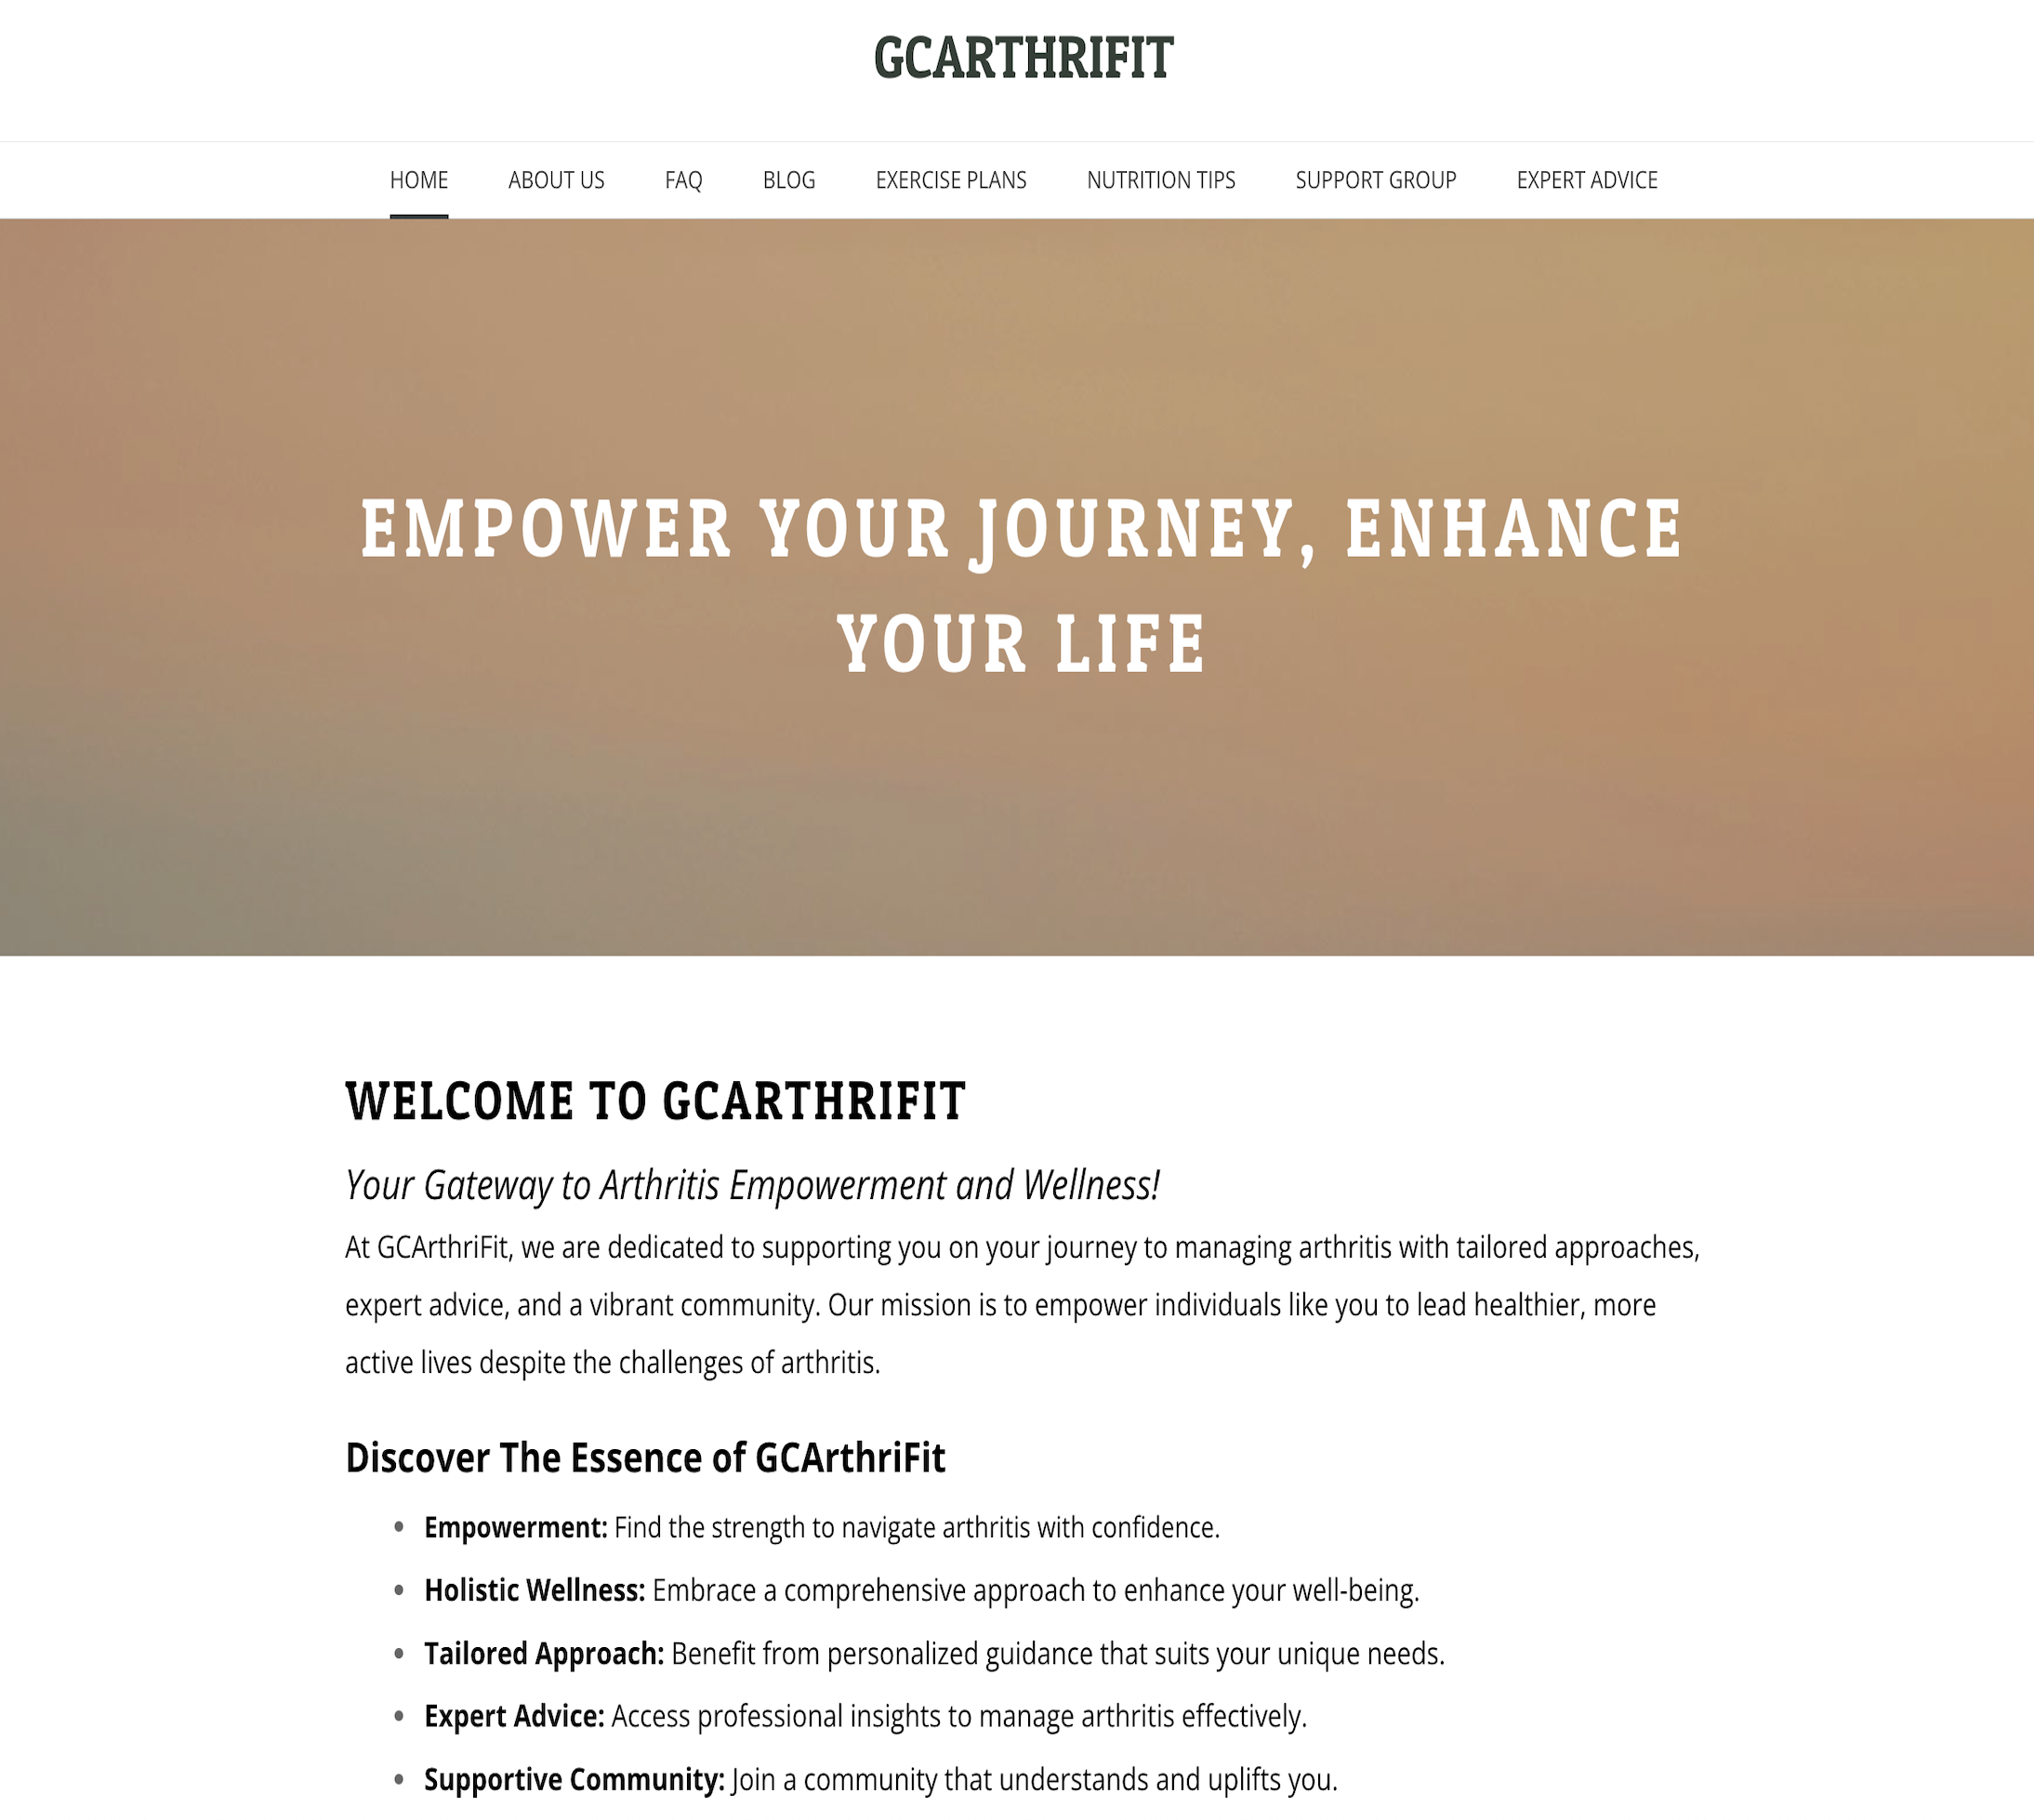 GCARTHRIFIT
HOME ABOUT US FAQ BLOG EXERCISE PLANS NUTRITION TIPS SUPPORT GROUP EXPERT ADVICE
EMPOWER YOUR JOURNEY, ENHANCE
YOUR LIFE
WELCOME TO GCARTHRIFIT
Your Gateway to Arthritis Empowerment and Wellness!
At GCArthriFit, we are dedicated to supporting you on your journey to managing arthritis with tailored approaches,
expert advice, and a vibrant community. Our mission is to empower individuals like you to lead healthier, more
active lives despite the challenges of arthritis.
Discover The Essence of GCArthriFit
• Empowerment: Find the strength to navigate arthritis with confidence.
• Holistic Wellness: Embrace a comprehensive approach to enhance your well-being.
• Tailored Approach: Benefit from personalized guidance that suits your unique needs.
• Expert Advice: Access professional insights to manage arthritis effectively.
• Supportive Community: Join a community that understands and uplifts you.